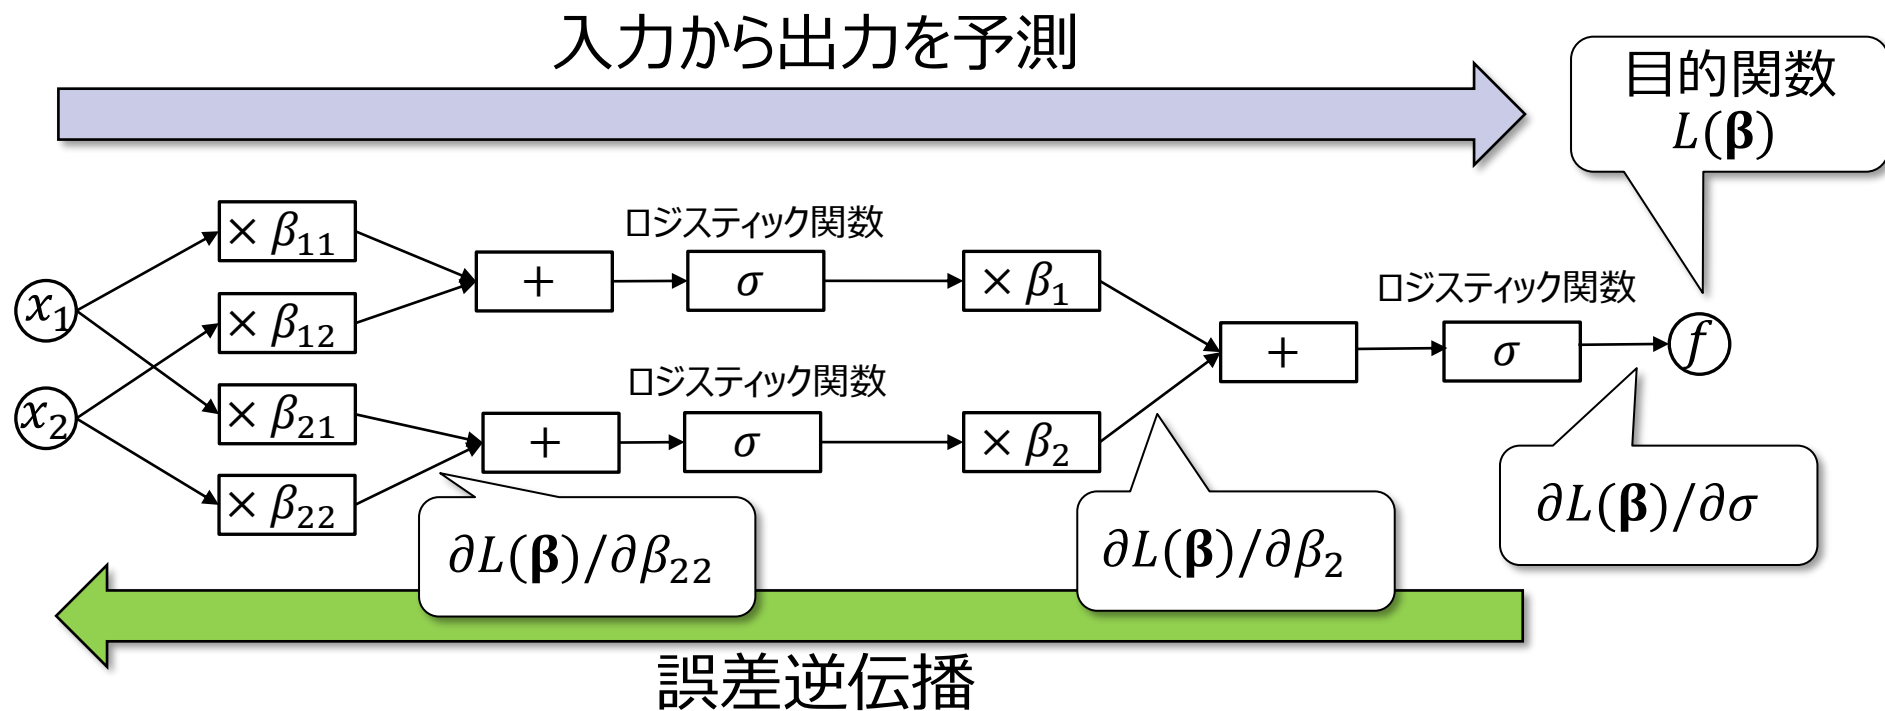 入力から出力を予測
目的関数
L(β)
x₁
x₂
× β₁₁
× β₁₂
× β₂₁
× β₂₂
+
+
ロジスティック関数
σ
ロジスティック関数
σ
× β₁
× β₂
+
ロジスティック関数
σ
f
∂L(β)/∂β₂₂
∂L(β)/∂β₂
∂L(β)/∂σ
誤差逆伝播